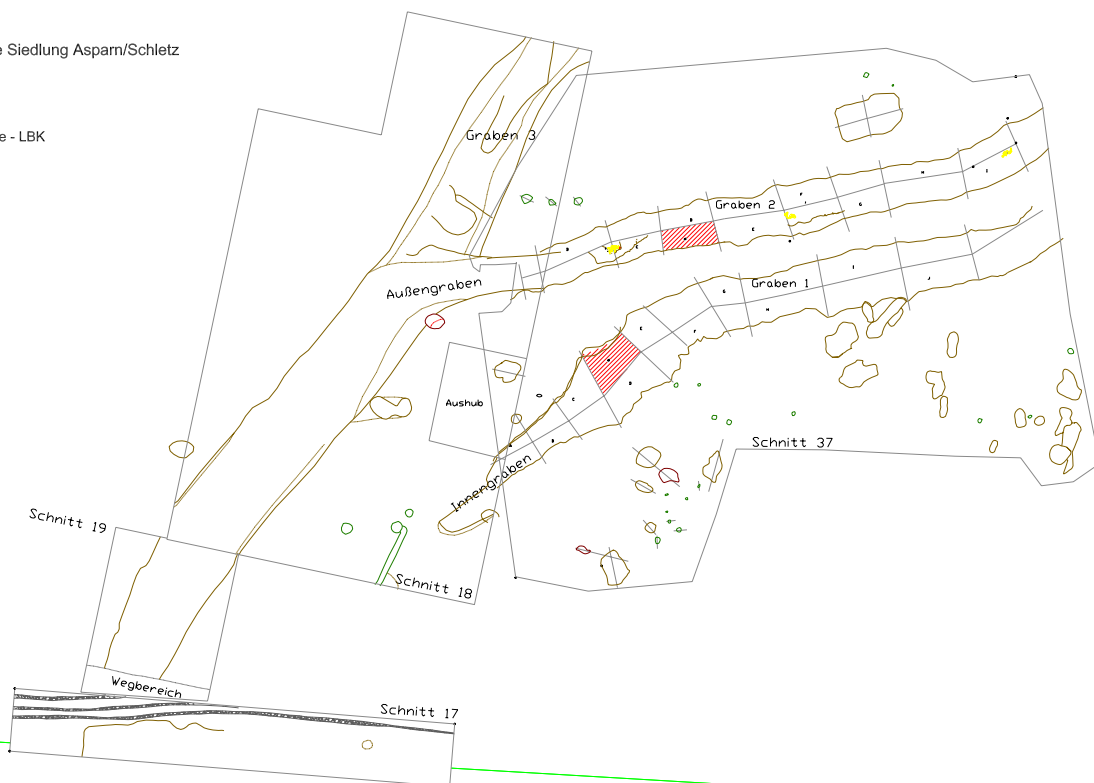 e Siedlung Asparn/Schletz
e - LBK
Graben 3
Graben 2
Außengraben
Graben 1
Aushub
Schnitt 37
Innengraben
Schnitt 19
Schnitt 18
Wegbereich
Schnitt 17